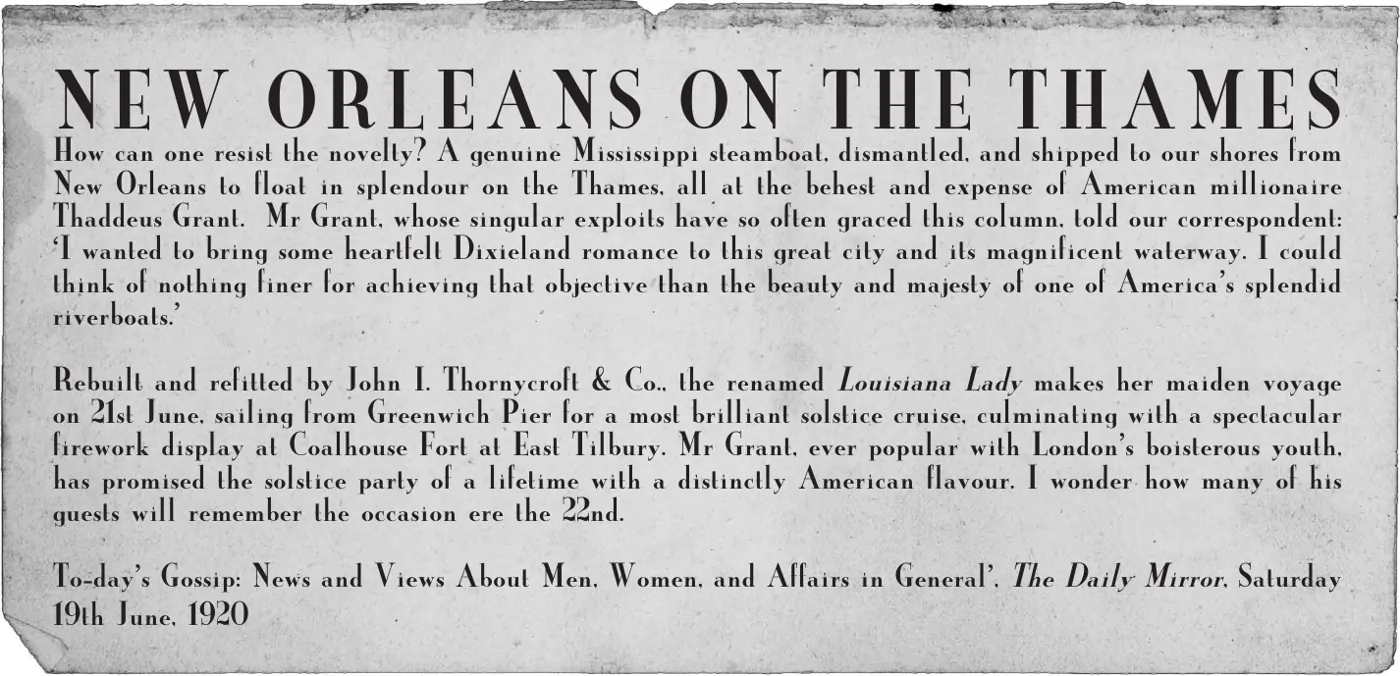 NEW ORLEANS ON THE THAMES
How can one resist the novelty? A genuine Mississippi steamboat, dismantled, and shipped to our shores from
New Orleans to float in splendour on the Thames, all at the behest and expense of American millionaire
Thaddeus Grant.  Mr Grant, whose singular exploits have so often graced this column, told our correspondent:
‘I wanted to bring some heartfelt Dixieland romance to this great city and its magnificent waterway. I could
think of nothing finer for achieving that objective than the beauty and majesty of one of America’s splendid
riverboats.’
Rebuilt and refitted by John I. Thornycroft & Co., the renamed Louisiana Lady makes her maiden voyage
on 21st June, sailing from Greenwich Pier for a most brilliant solstice cruise, culminating with a spectacular
firework display at Coalhouse Fort at East Tilbury. Mr Grant, ever popular with London’s boisterous youth,
has promised the solstice party of a lifetime with a distinctly American flavour. I wonder how many of his
guests will remember the occasion ere the 22nd.
To-day’s Gossip: News and Views About Men, Women, and Affairs in General’, The Daily Mirror, Saturday
19th June, 1920